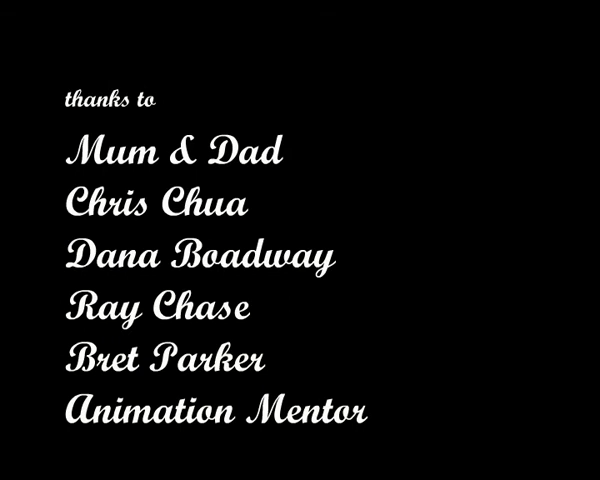 thanks to
Mum & Dad
Chris Chua
Dana Boadway
Ray Chase
Bret Parker
Animation Mentor